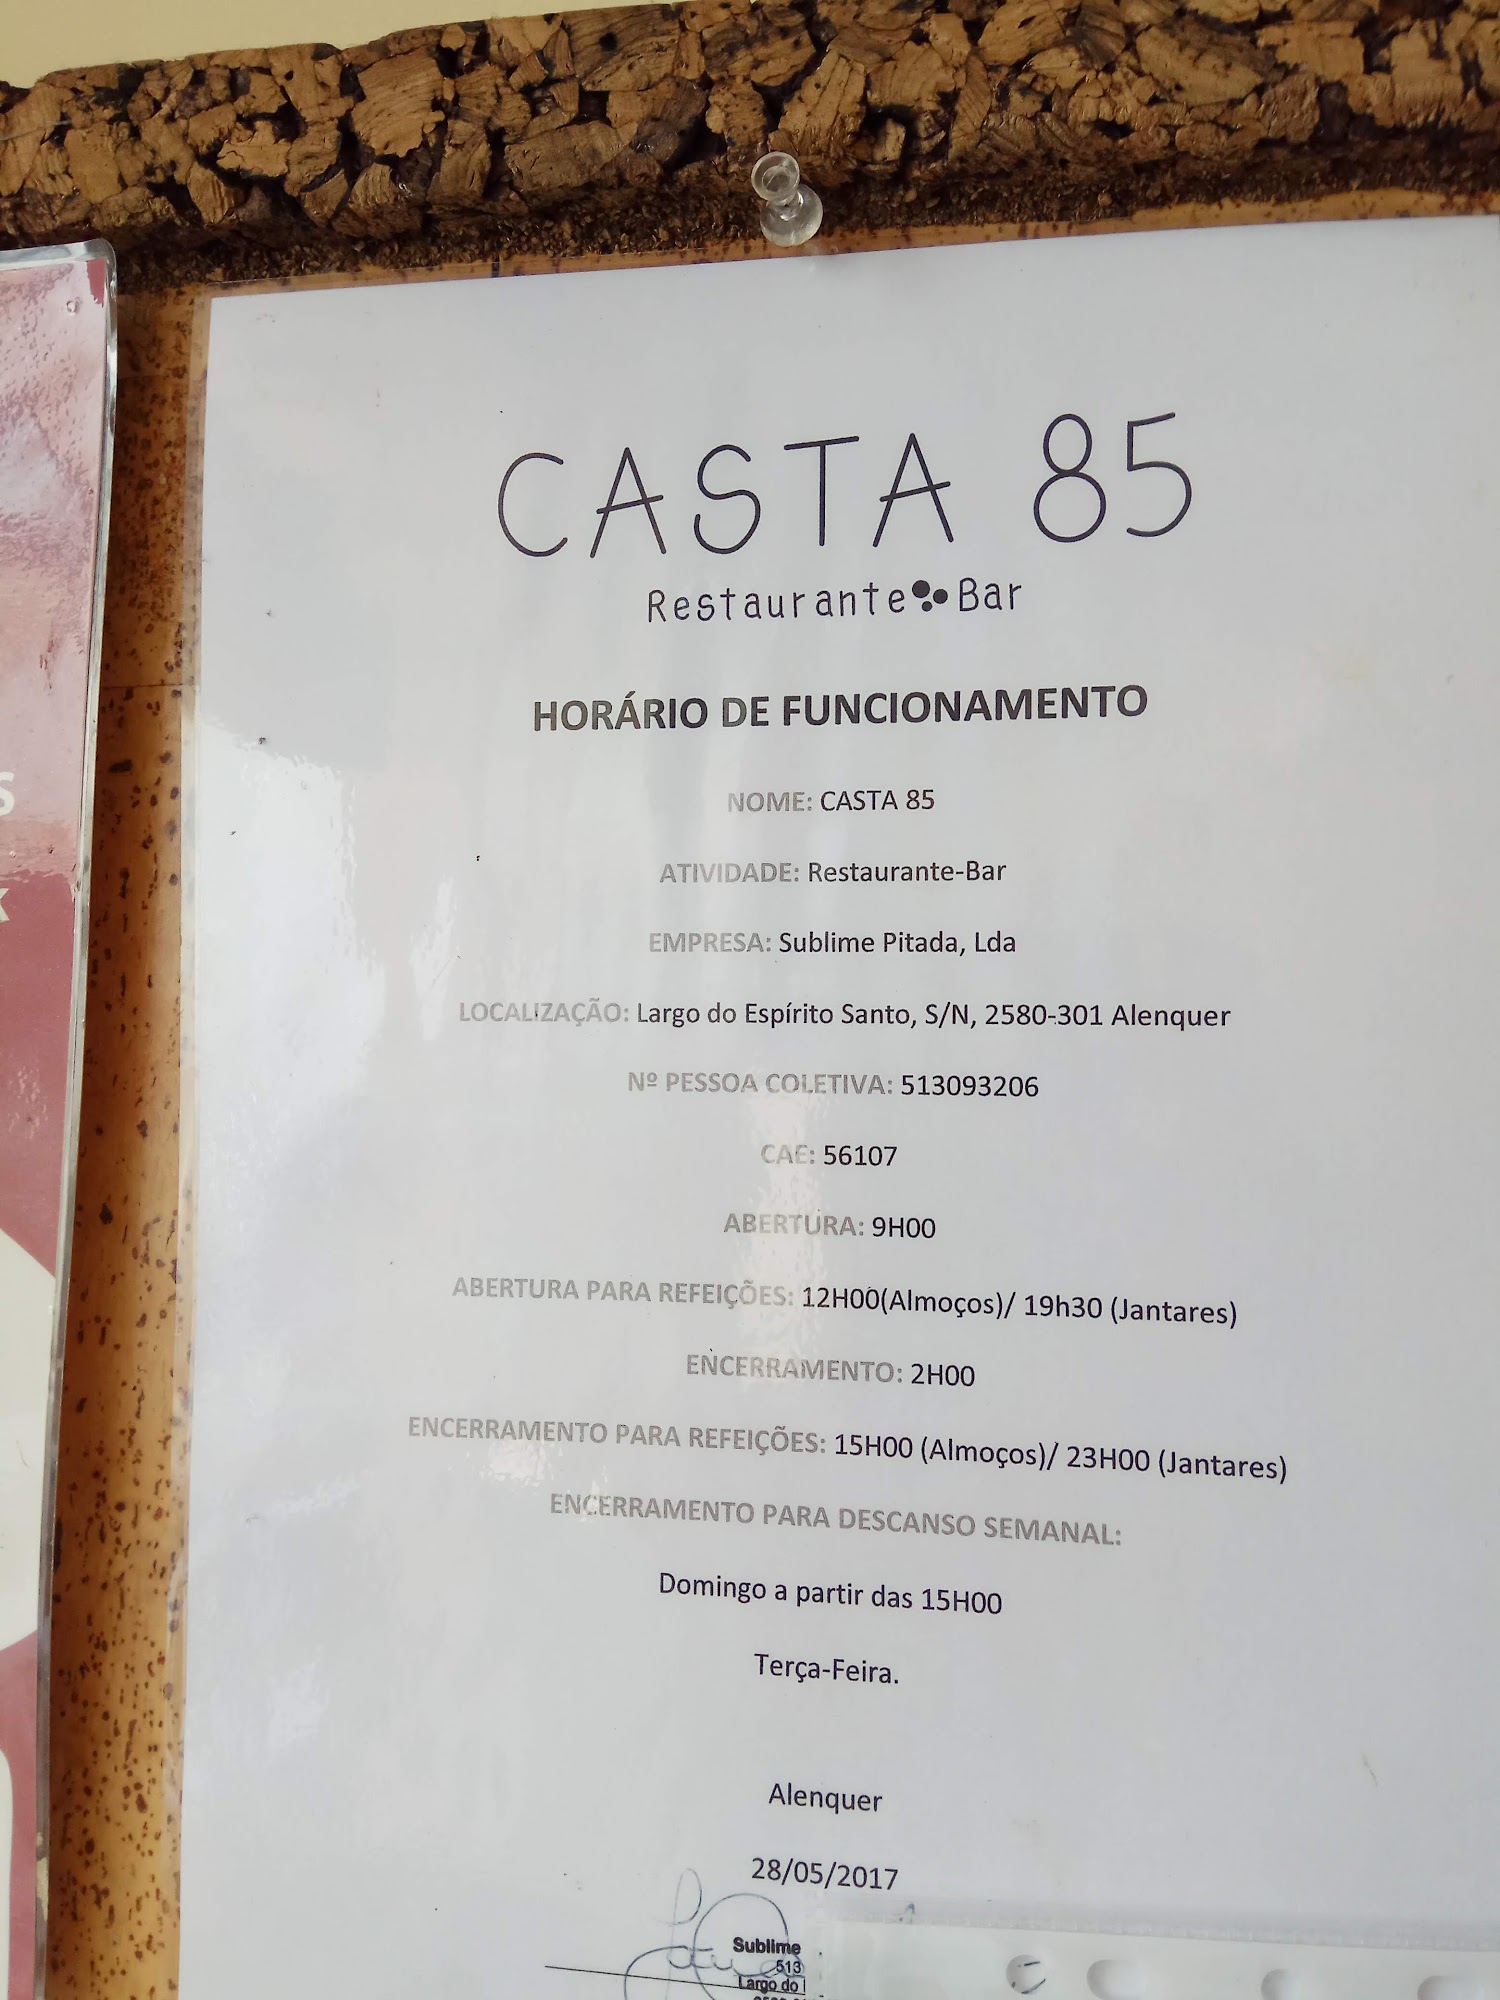 CASTA 85
Restaurante Bar
HORÁRIO DE FUNCIONAMENTO
NOME: CASTA 85
ATIVIDADE: Restaurante-Bar
EMPRESA: Sublime Pitada, Lda
LOCALIZAÇÃO: Largo do Espírito Santo, S/N, 2580-301 Alenquer
Nº PESSOA COLETIVA: 513093206
CAE: 56107
ABERTURA: 9H00
ABERTURA PARA REFEIÇÕES: 12H00(Almoços)/ 19h30 (Jantares)
ENCERRAMENTO: 2H00
ENCERRAMENTO PARA REFEIÇÕES: 15H00 (Almoços)/ 23H00 (Jantares)
ENCERRAMENTO PARA DESCANSO SEMANAL:
Domingo a partir das 15H00
Terça-Feira.
Alenquer
28/05/2017
Sublime
513
Largo do